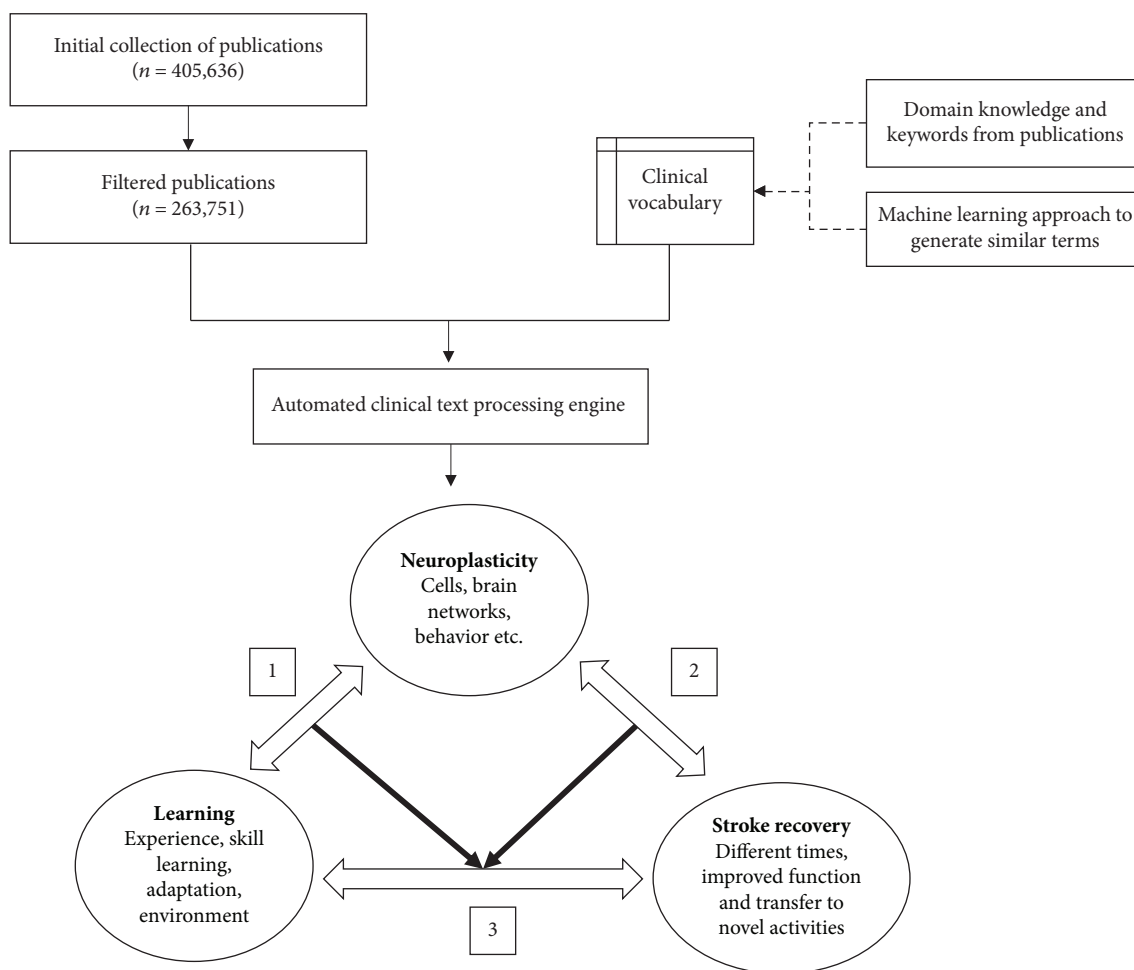 Initial collection of publications
(n = 405,636)
Filtered publications
(n = 263,751)
Clinical
vocabulary
Domain knowledge and
keywords from publications
Machine learning approach to
generate similar terms
Automated clinical text processing engine
Neuroplasticity
Cells, brain
networks,
behavior etc.
1
2
Learning
Experience, skill
learning,
adaptation,
environment
Stroke recovery
Different times,
improved function
and transfer to
novel activities
3